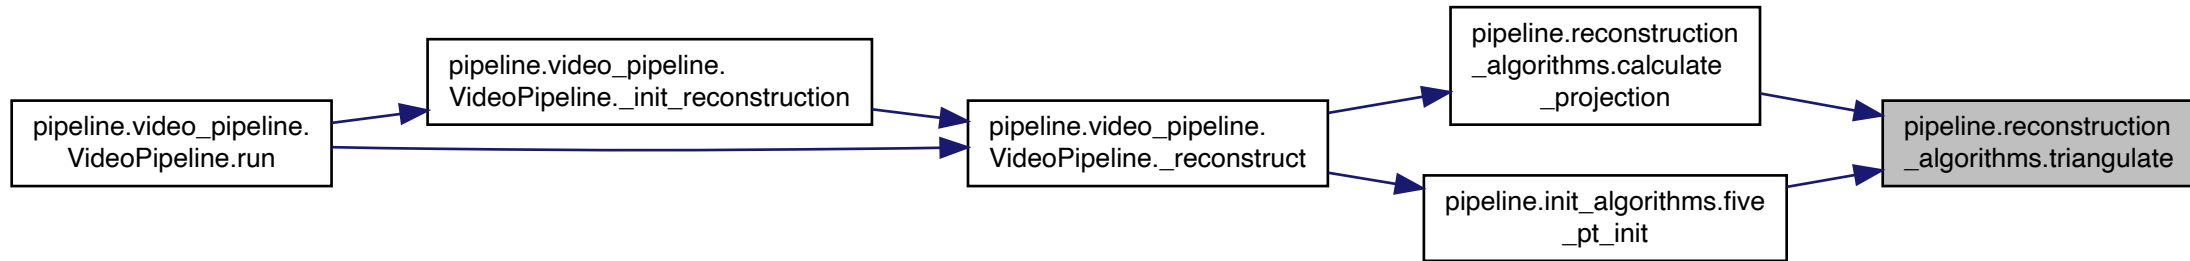 pipeline.video_pipeline.
VideoPipeline.run
pipeline.video_pipeline.
VideoPipeline._init_reconstruction
pipeline.video_pipeline.
VideoPipeline._reconstruct
pipeline.reconstruction
_algorithms.calculate
_projection
pipeline.init_algorithms.five
_pt_init
pipeline.reconstruction
_algorithms.triangulate